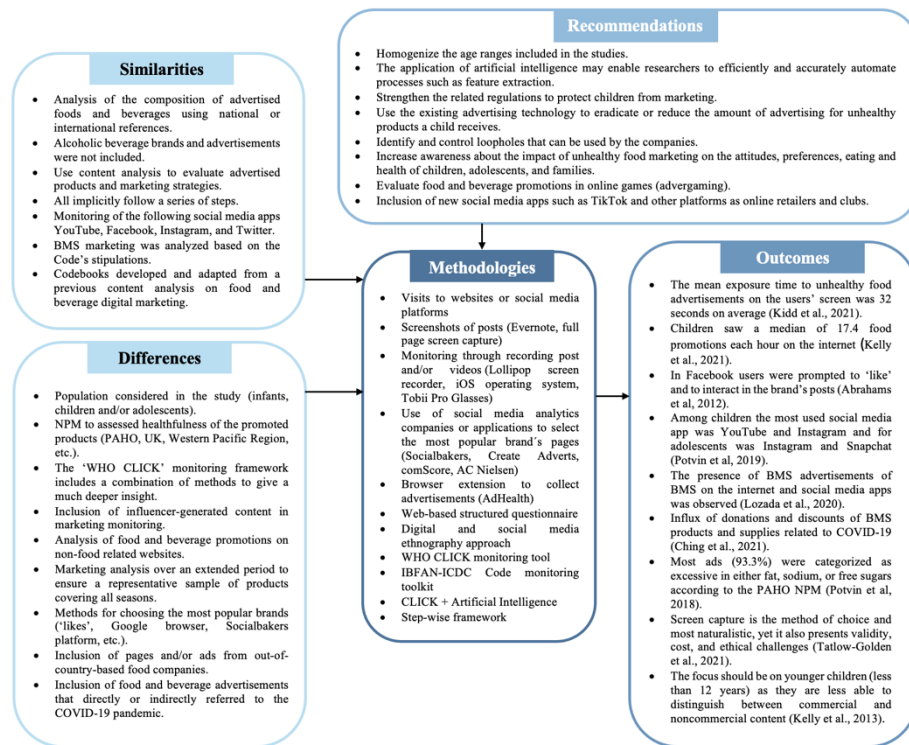 Recommendations
• Homogenize the age ranges included in the studies.
• The application of artificial intelligence may enable researchers to efficiently and accurately automate
processes such as feature extraction.
• Strengthen the related regulations to protect children from marketing.
• Use the existing advertising technology to eradicate or reduce the amount of advertising for unhealthy
products a child receives.
• Identify and control loopholes that can be used by the companies.
• Increase awareness about the impact of unhealthy food marketing on the attitudes, preferences, eating and
health of children, adolescents, and families.
• Evaluate food and beverage promotions in online games (advergaming).
• Inclusion of new social media apps such as TikTok and other platforms as online retailers and clubs.
Similarities
• Analysis of the composition of advertised
foods and beverages using national or
international references.
• Alcoholic beverage brands and advertisements
were not included.
• Use content analysis to evaluate advertised
products and marketing strategies.
• All implicitly follow a series of steps.
• Monitoring of the following social media apps
YouTube, Facebook, Instagram, and Twitter.
• BMS marketing was analyzed based on the
Code's stipulations.
• Codebooks developed and adapted from a
previous content analysis on food and
beverage digital marketing.
Differences
• Population considered in the study (infants,
children and/or adolescents).
• NPM to assessed healthfulness of the promoted
products (PAHO, UK, Western Pacific Region,
etc.).
• The 'WHO CLICK' monitoring framework
includes a combination of methods to give a
much deeper insight.
• Inclusion of influencer-generated content in
marketing monitoring.
• Analysis of food and beverage promotions on
non-food related websites.
• Marketing analysis over an extended period to
ensure a representative sample of products
covering all seasons.
• Methods for choosing the most popular brands
('likes', Google browser, Socialbakers
platform, etc.).
• Inclusion of pages and/or ads from out-of-
country-based food companies.
• Inclusion of food and beverage advertisements
that directly or indirectly referred to the
COVID-19 pandemic.
Methodologies
• Visits to websites or social media
platforms
• Screenshots of posts (Evernote, full
page screen capture)
• Monitoring through recording post
and/or videos (Lollipop screen
recorder, iOS operating system,
Tobii Pro Glasses)
• Use of social media analytics
companies or applications to select
the most popular brand´s pages
(Socialbakers, Create Adverts,
comScore, AC Nielsen)
• Browser extension to collect
advertisements (AdHealth)
• Web-based structured questionnaire
• Digital and social media
ethnography approach
• WHO CLICK monitoring tool
• IBFAN-ICDC Code monitoring
toolkit
• CLICK + Artificial Intelligence
• Step-wise framework
Outcomes
• The mean exposure time to unhealthy food
advertisements on the users' screen was 32
seconds on average (Kidd et al., 2021).
• Children saw a median of 17.4 food
promotions each hour on the internet (Kelly
et al., 2021).
• In Facebook users were prompted to 'like'
and to interact in the brand's posts (Abrahams
et al, 2012).
• Among children the most used social media
app was YouTube and Instagram and for
adolescents was Instagram and Snapchat
(Potvin et al, 2019).
• The presence of BMS advertisements of
BMS on the internet and social media apps
was observed (Lozada et al., 2020).
• Influx of donations and discounts of BMS
products and supplies related to COVID-19
(Ching et al., 2021).
• Most ads (93.3%) were categorized as
excessive in either fat, sodium, or free sugars
according to the PAHO NPM (Potvin et al,
2018).
• Screen capture is the method of choice and
most naturalistic, yet it also presents validity,
cost, and ethical challenges (Tatlow-Golden
et al., 2021).
• The focus should be on younger children (less
than 12 years) as they are less able to
distinguish between commercial and
noncommercial content (Kelly et al., 2013).